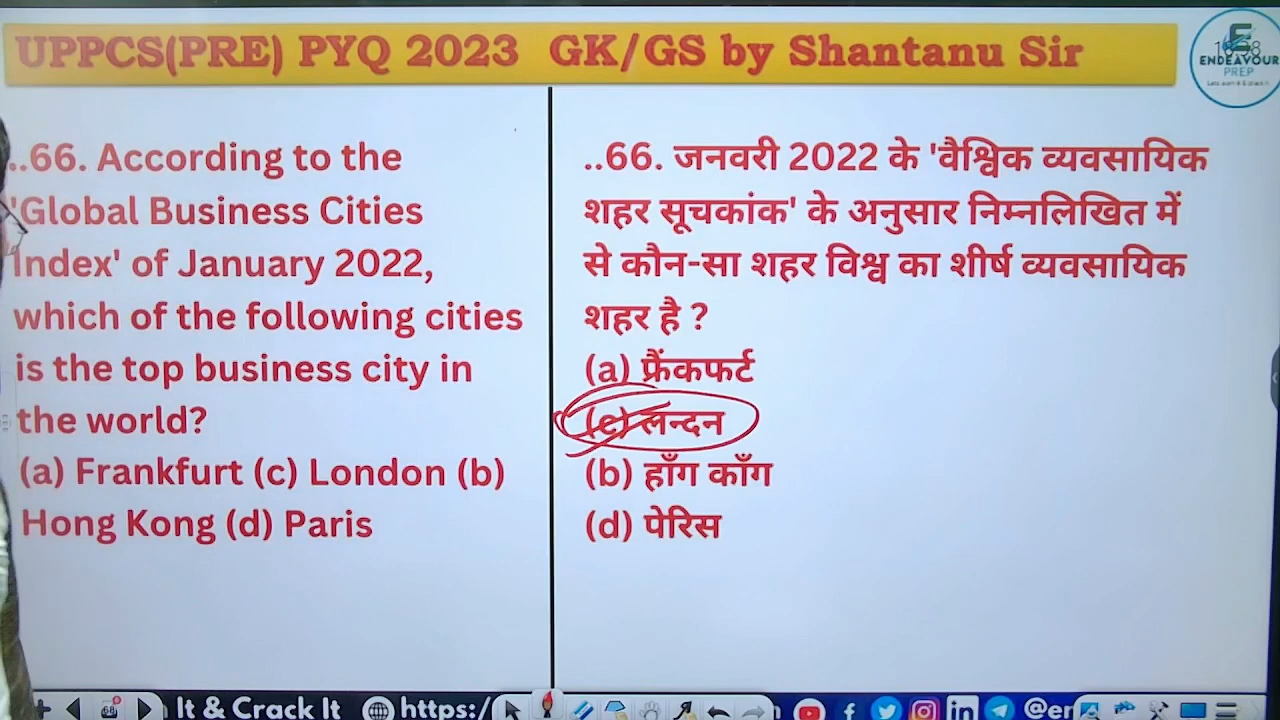 UPPCS(PRE) PYQ 2023 GK/GS by Shantanu Sir
ENDEAVOUR
PREP
..66. According to the
'Global Business Cities
Index' of January 2022,
which of the following cities
is the top business city in
the world?
(a) Frankfurt (c) London (b)
Hong Kong (d) Paris
..66. जनवरी 2022 के 'वैश्विक व्यवसायिक
शहर सूचकांक' के अनुसार निम्नलिखित में
से कौन-सा शहर विश्व का शीर्ष व्यवसायिक
शहर है ?
(a) फ्रैंकफर्ट
(c) लन्दन
(b) हाँग काँग
(d) पेरिस
It & Crack It https:/ @er